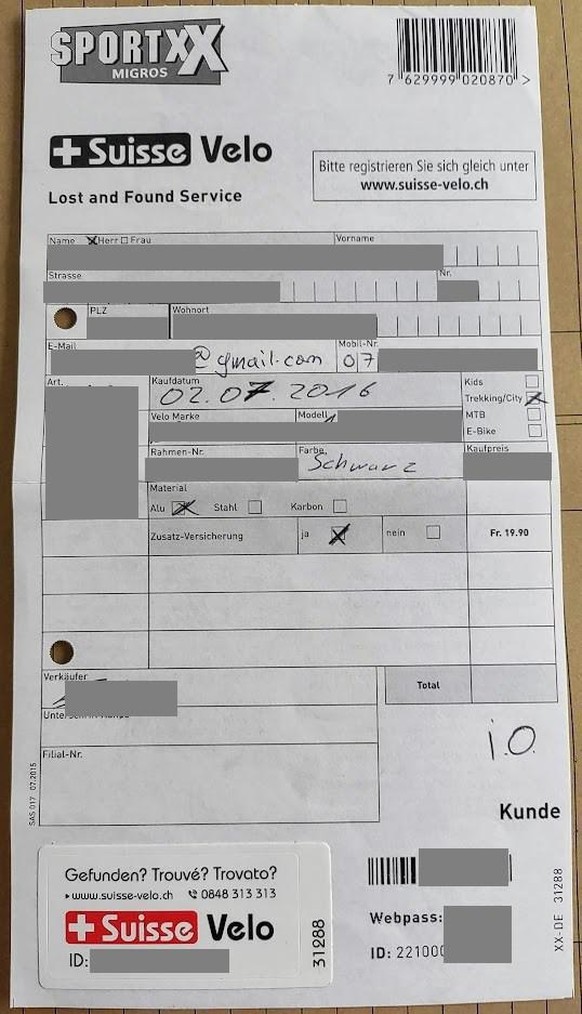 SPORTXX
MIGROS
7 629999 020870 >
Suisse Velo
Lost and Found Service
Bitte registrieren Sie sich gleich unter
www.suisse-velo.ch
Name Herr Frau Vorname
Strasse Nr.
PLZ Wohnort
E-Mail Mobil-Nr.
@gmail.com 07
Art. Kaufdatum Kids
02.07.2016 Trekking/City
Velo Marke Modell MTB
E-Bike
Rahmen-Nr. Farbe Kaufpreis
Schwarz
Material
Alu Stahl Karbon
Zusatz-Versicherung ja nein Fr. 19.90
Verkäufer
Total
i.O.
Filial-Nr.
SAS 017 07.2015
Kunde
Gefunden? Trouvé? Trovato?
www.suisse-velo.ch 0848 313 313
Suisse Velo
ID:
31288
Webpass:
ID: 22100
XX-DE 31288